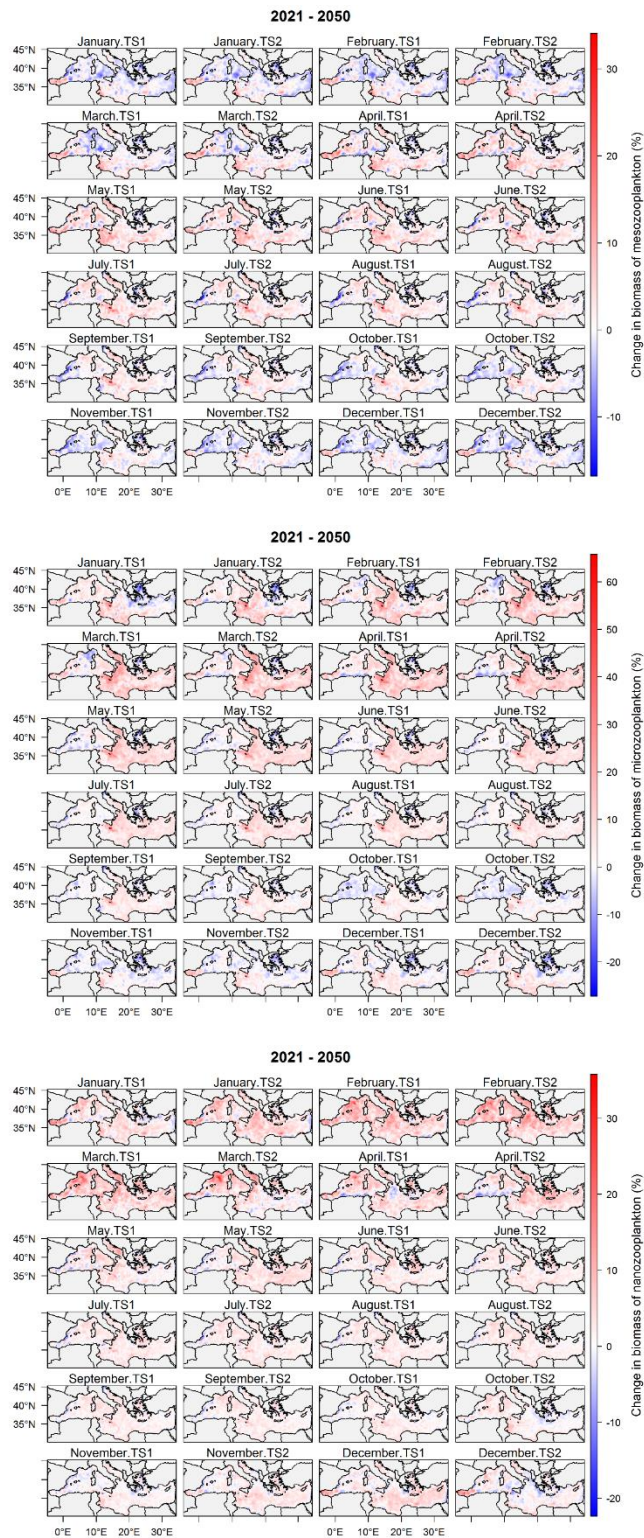 2021 - 2050
January.TS1 January.TS2 February.TS1 February.TS2
45°N
40°N
35°N
March.TS1 March.TS2 April.TS1 April.TS2
May.TS1 May.TS2 June.TS1 June.TS2
45°N
40°N
35°N
July.TS1 July.TS2 August.TS1 August.TS2
September.TS1 September.TS2 October.TS1 October.TS2
45°N
40°N
35°N
November.TS1 November.TS2 December.TS1 December.TS2
0°E 10°E 20°E 30°E 0°E 10°E 20°E 30°E
30
20
10
0
-10
Change in biomass of mesozooplankton (%)
2021 - 2050
January.TS1 January.TS2 February.TS1 February.TS2
45°N
40°N
35°N
March.TS1 March.TS2 April.TS1 April.TS2
May.TS1 May.TS2 June.TS1 June.TS2
45°N
40°N
35°N
July.TS1 July.TS2 August.TS1 August.TS2
September.TS1 September.TS2 October.TS1 October.TS2
45°N
40°N
35°N
November.TS1 November.TS2 December.TS1 December.TS2
0°E 10°E 20°E 30°E 0°E 10°E 20°E 30°E
60
50
40
30
20
10
0
-10
-20
Change in biomass of microzooplankton (%)
2021 - 2050
January.TS1 January.TS2 February.TS1 February.TS2
45°N
40°N
35°N
March.TS1 March.TS2 April.TS1 April.TS2
May.TS1 May.TS2 June.TS1 June.TS2
45°N
40°N
35°N
July.TS1 July.TS2 August.TS1 August.TS2
September.TS1 September.TS2 October.TS1 October.TS2
45°N
40°N
35°N
November.TS1 November.TS2 December.TS1 December.TS2
0°E 10°E 20°E 30°E 0°E 10°E 20°E 30°E
30
20
10
0
-10
-20
Change in biomass of nanozooplankton (%)